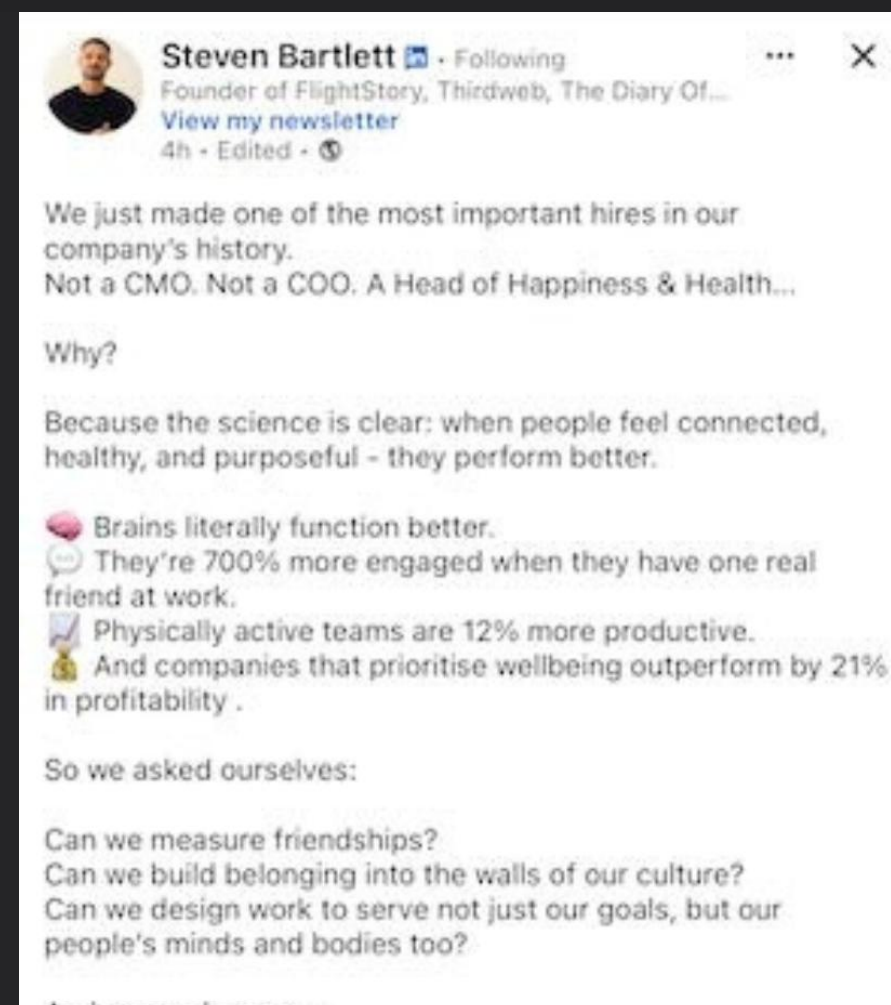 Steven Bartlett in · Following
Founder of FlightStory, Thirdweb, The Diary Of...
View my newsletter
4h · Edited ·
We just made one of the most important hires in our
company's history.
Not a CMO. Not a COO. A Head of Happiness & Health...
Why?
Because the science is clear: when people feel connected,
healthy, and purposeful - they perform better.
🧠 Brains literally function better.
💬 They're 700% more engaged when they have one real
friend at work.
📈 Physically active teams are 12% more productive.
💰 And companies that prioritise wellbeing outperform by 21%
in profitability .
So we asked ourselves:
Can we measure friendships?
Can we build belonging into the walls of our culture?
Can we design work to serve not just our goals, but our
people's minds and bodies too?